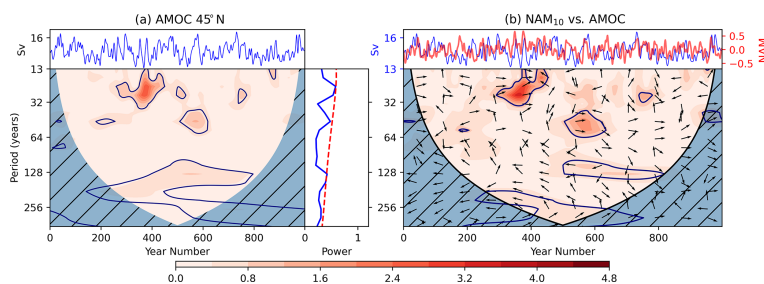 (a) AMOC 45°N
(b) NAM10 vs. AMOC
Sv
16
13
32
64
128
256
Period (years)
0 200 400 600 800 0 1
Year Number
Power
Sv
16
13
32
64
128
256
0.5
0.0
−0.5
NAM
0 200 400 600 800
Year Number
0.0 0.8 1.6 2.4 3.2 4.0 4.8